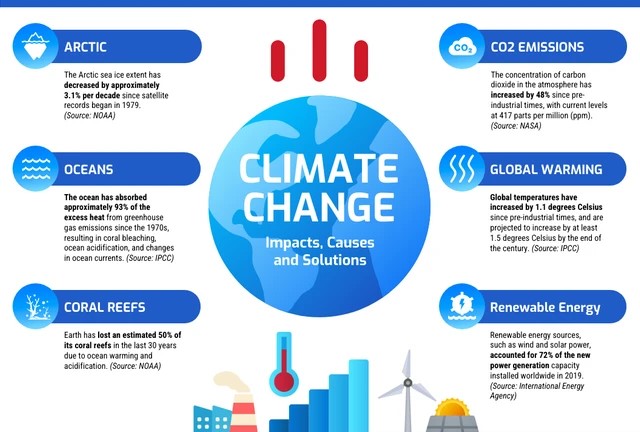 ARCTIC
The Arctic sea ice extent has
decreased by approximately
3.1% per decade since satellite
records began in 1979.
(Source: NOAA)
OCEANS
The ocean has absorbed
approximately 93% of the
excess heat from greenhouse
gas emissions since the 1970s,
resulting in coral bleaching,
ocean acidification, and changes
in ocean currents. (Source: IPCC)
CORAL REEFS
Earth has lost an estimated 50% of
its coral reefs in the last 30 years
due to ocean warming and
acidification. (Source: NOAA)
CLIMATE
CHANGE
Impacts, Causes
and Solutions
CO2
CO2 EMISSIONS
The concentration of carbon
dioxide in the atmosphere has
increased by 48% since pre-
industrial times, with current levels
at 417 parts per million (ppm).
(Source: NASA)
GLOBAL WARMING
Global temperatures have
increased by 1.1 degrees Celsius
since pre-industrial times, and are
projected to increase by at least
1.5 degrees Celsius by the end of
the century. (Source: IPCC)
Renewable Energy
Renewable energy sources,
such as wind and solar power,
accounted for 72% of the new
power generation capacity
installed worldwide in 2019.
(Source: International Energy
Agency)